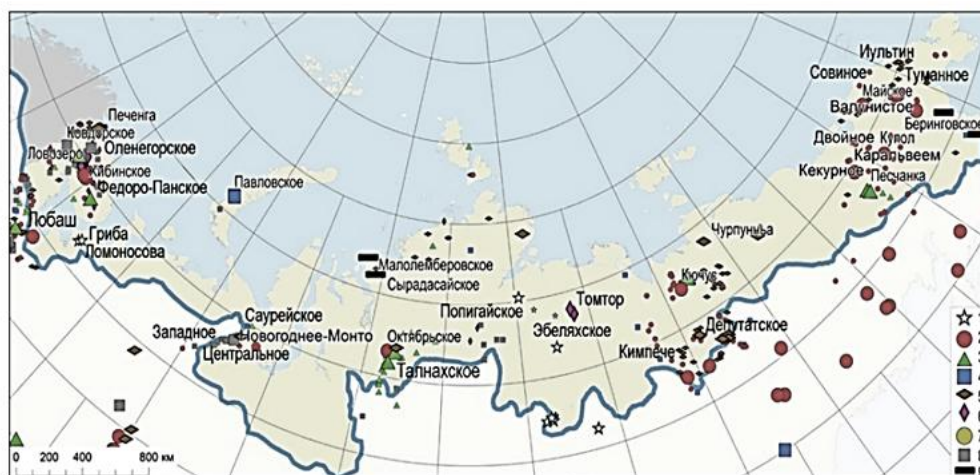 Иультин
Совиное
Туманное
Майское
Валунистое
Беринговское
Двойное
Купол
Каральвеем
Кекурное
Песчанка
Печенга
Ковдорское
Оленегорское
Ловозеро
Хибинское
Федоро-Панское
Павловское
Лобаш
Гриба
Ломоносова
Чурпунньа
Кючус
Малолемберовское
Сырадасайское
Попигайское
Томтор
Эбеляхское
Саурейское
Западное
Новогоднее-Монто
Центральное
Октябрьское
Талнахское
Депутатское
Кимпече
0 200 400 800 км